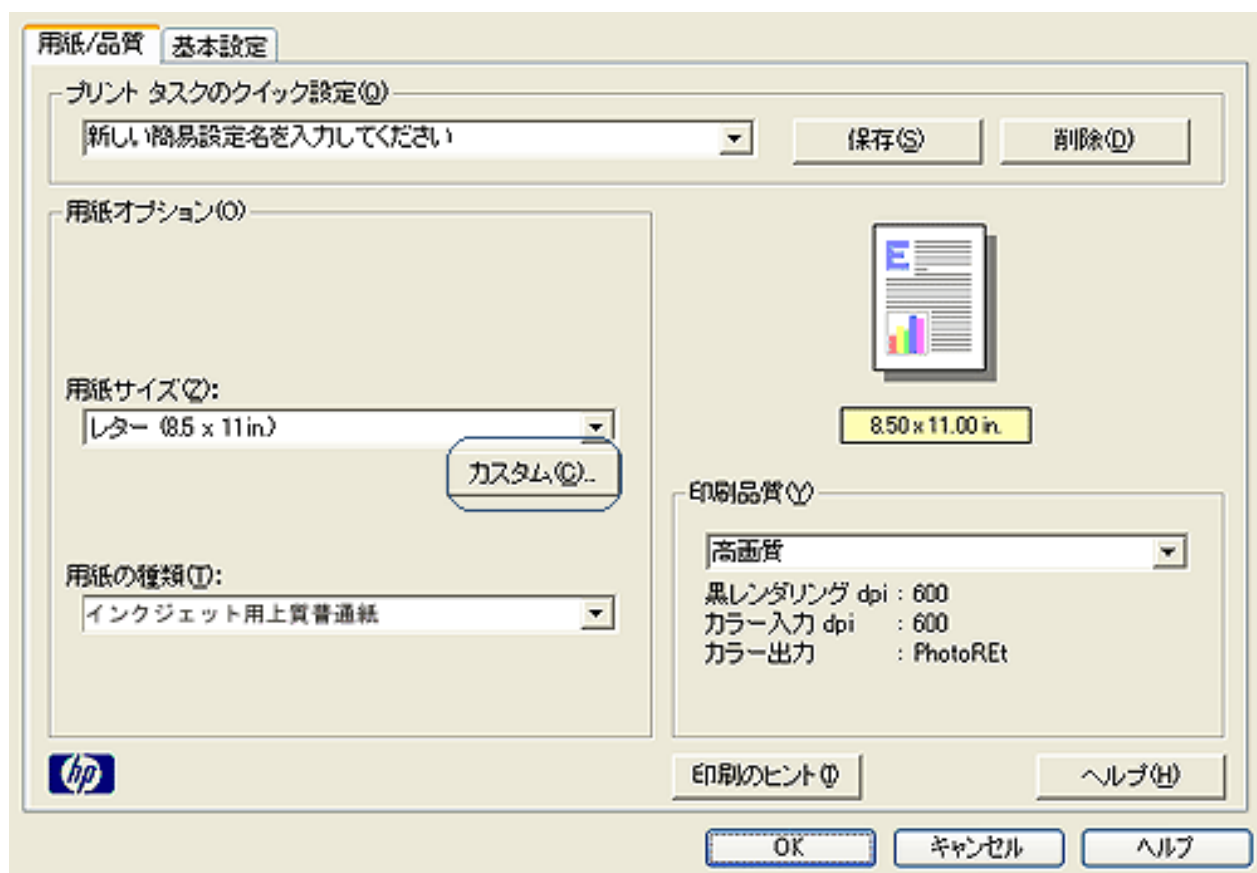 用紙/品質
基本設定
プリント タスクのクイック設定(Q)
新しい簡易設定名を入力してください
保存(S)
削除(D)
用紙オプション(O)
E
用紙サイズ(Z):
レター (8.5 x 11in.)
8.50 x 11.00 in.
カスタム(C)...
印刷品質(Y)
高画質
用紙の種類(T):
インクジェット用上質普通紙
黒レンダリング dpi : 600
カラー入力 dpi : 600
カラー出力 : PhotoREt
hp
印刷のヒント(I)
ヘルプ(H)
OK
キャンセル
ヘルプ